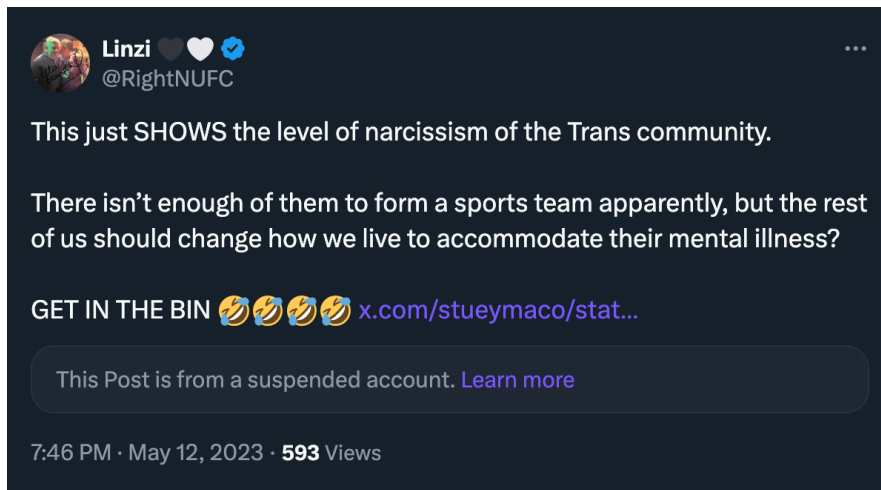 Linzi 🖤🤍
@RightNUFC
This just SHOWS the level of narcissism of the Trans community.
There isn’t enough of them to form a sports team apparently, but the rest
of us should change how we live to accommodate their mental illness?
GET IN THE BIN 🤣🤣🤣🤣 x.com/stueymaco/stat...
This Post is from a suspended account. Learn more
7:46 PM · May 12, 2023 · 593 Views